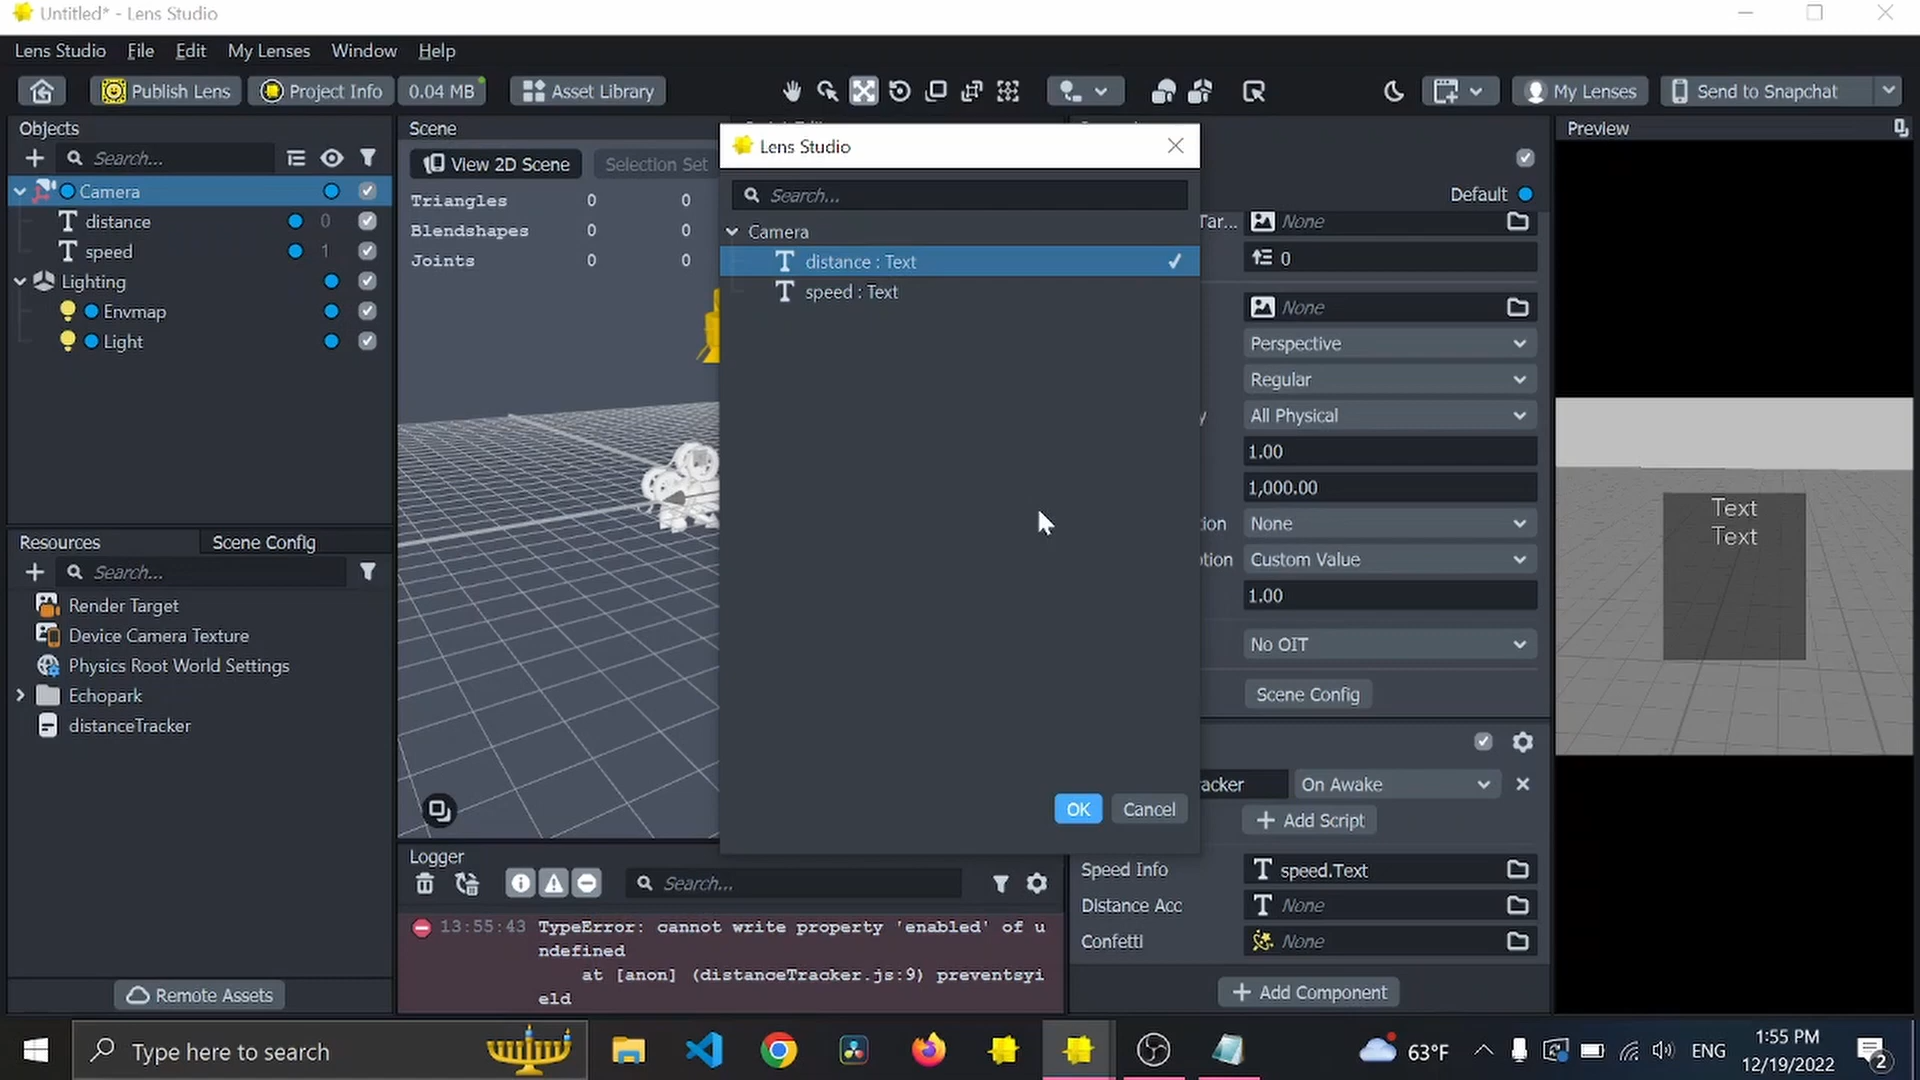 Untitled* - Lens Studio
Lens Studio File Edit My Lenses Window Help
Publish Lens Project Info 0.04 MB Asset Library My Lenses Send to Snapchat
Objects
Search...
Camera
distance 0
speed 1
Lighting
Envmap
Light
Resources Scene Config
Search...
Render Target
Device Camera Texture
Physics Root World Settings
Echopark
distanceTracker
Remote Assets
Scene
View 2D Scene Selection Set
Triangles 0 0
Blendshapes 0 0
Joints 0 0
Lens Studio
Search...
Camera
distance : Text
speed : Text
OK Cancel
Logger
Search...
13:55:43 TypeError: cannot write property 'enabled' of u
ndefined
at [anon] (distanceTracker.js:9) preventsyi
eld
Default
Tar... None
0
None
Perspective
Regular
y All Physical
1.00
1,000.00
ion None
tion Custom Value
1.00
No OIT
Scene Config
acker On Awake
Add Script
Speed Info speed.Text
Distance Acc None
Confetti None
Add Component
Preview
Text
Text
Type here to search
63°F ENG
1:55 PM
12/19/2022
2